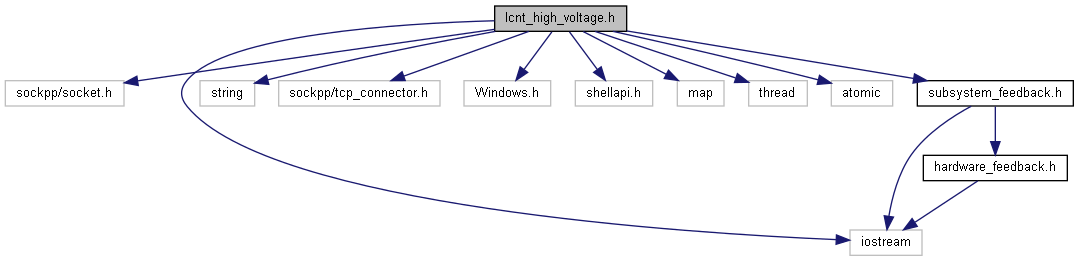 lcnt_high_voltage.h
sockpp/socket.h
string
sockpp/tcp_connector.h
Windows.h
shellapi.h
map
thread
atomic
subsystem_feedback.h
hardware_feedback.h
iostream